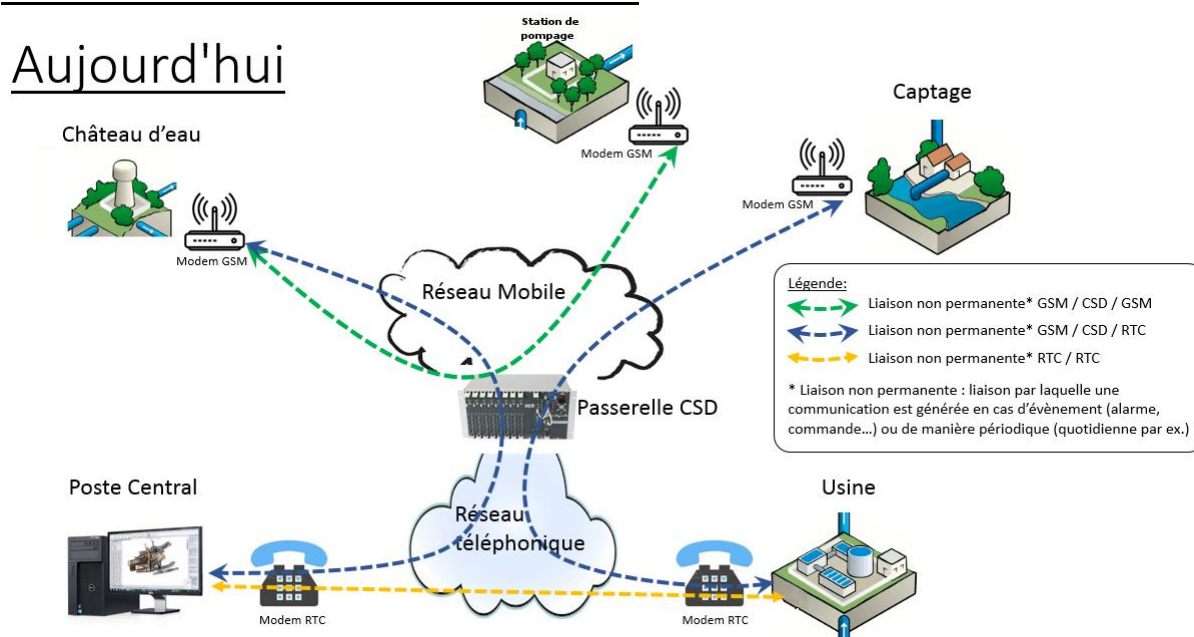 Aujourd'hui
Station de
pompage
Modem GSM
Captage
Modem GSM
Château d'eau
Modem GSM
Réseau Mobile
Légende:
Liaison non permanente* GSM / CSD / GSM
Liaison non permanente* GSM / CSD / RTC
Liaison non permanente* RTC / RTC
* Liaison non permanente : liaison par laquelle une
communication est générée en cas d'évènement (alarme,
commande...) ou de manière périodique (quotidienne par ex.)
Passerelle CSD
Poste Central
Réseau
téléphonique
Usine
Modem RTC
Modem RTC